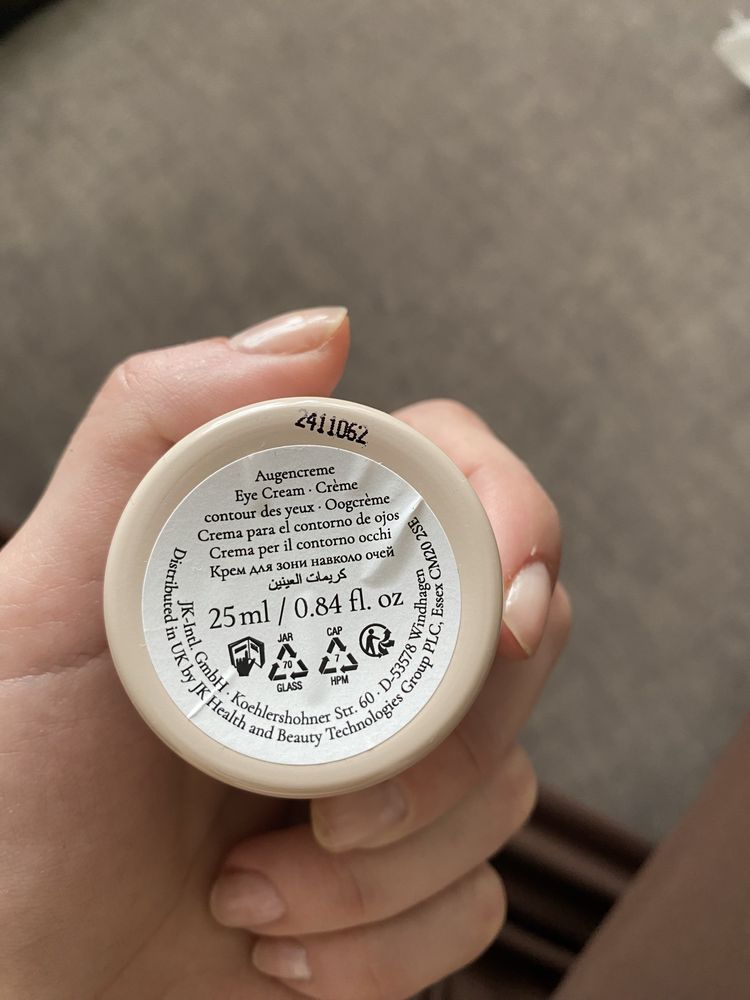 2411062
Augencreme
Eye Cream · Crème
contour des yeux · Oogcrème
Crema para el contorno de ojos
Crema per il contorno occhi
Крем для зони навколо очей
كريمات العينين
25 ml / 0.84 fl. oz
JAR
70
GLASS
CAP
7
HPM
JK-Intl. GmbH · Koehlershohner Str. 60 · D-53578 Windhagen
Distributed in UK by JK Health and Beauty Technologies Group PLC, Essex CM20 2SE